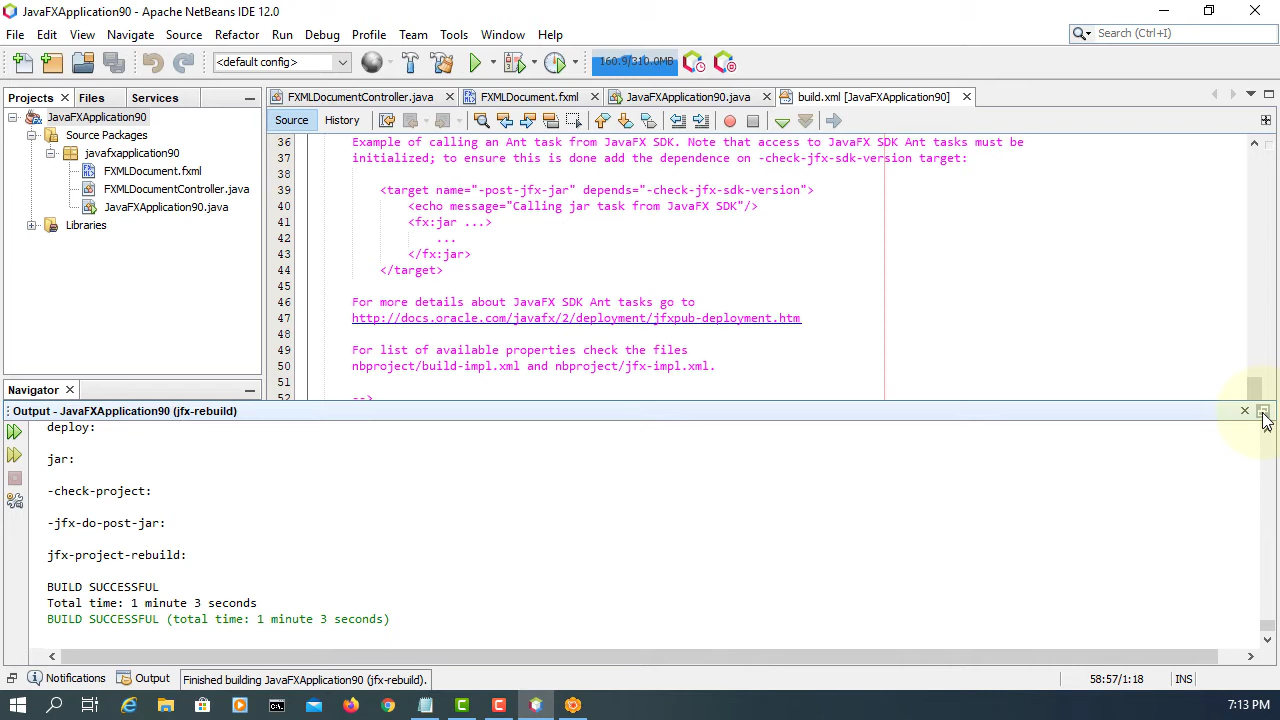 JavaFXApplication90 - Apache NetBeans IDE 12.0
File Edit View Navigate Source Refactor Run Debug Profile Team Tools Window Help
Search (Ctrl+I)
<default config>
160.9/310.0MB
Projects Files Services
FXMLDocumentController.java FXMLDocument.fxml JavaFXApplication90.java build.xml [JavaFXApplication90]
Source History
JavaFXApplication90
Source Packages
javafxapplication90
FXMLDocument.fxml
FXMLDocumentController.java
JavaFXApplication90.java
Libraries
Navigator
36 Example of calling an Ant task from JavaFX SDK. Note that access to JavaFX SDK Ant tasks must be
37 initialized; to ensure this is done add the dependence on -check-jfx-sdk-version target:
38
39 <target name="-post-jfx-jar" depends="-check-jfx-sdk-version">
40 <echo message="Calling jar task from JavaFX SDK"/>
41 <fx:jar ...>
42 ...
43 </fx:jar>
44 </target>
45
46 For more details about JavaFX SDK Ant tasks go to
47 http://docs.oracle.com/javafx/2/deployment/jfxpub-deployment.htm
48
49 For list of available properties check the files
50 nbproject/build-impl.xml and nbproject/jfx-impl.xml.
51
52 -->
Output - JavaFXApplication90 (jfx-rebuild)
deploy:
jar:
-check-project:
-jfx-do-post-jar:
jfx-project-rebuild:
BUILD SUCCESSFUL
Total time: 1 minute 3 seconds
BUILD SUCCESSFUL (total time: 1 minute 3 seconds)
Notifications Output Finished building JavaFXApplication90 (jfx-rebuild). 58:57/1:18 INS
7:13 PM